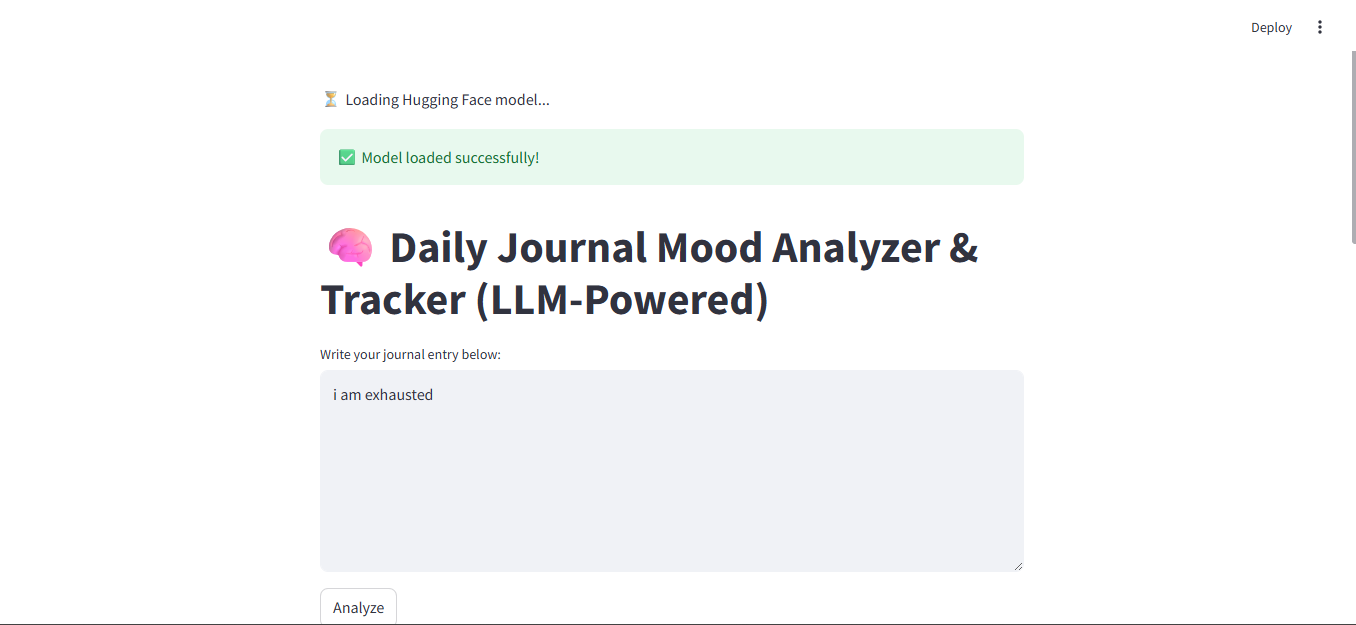 Deploy
⏳ Loading Hugging Face model...
✅ Model loaded successfully!
🧠 Daily Journal Mood Analyzer &
Tracker (LLM-Powered)
Write your journal entry below:
i am exhausted
Analyze